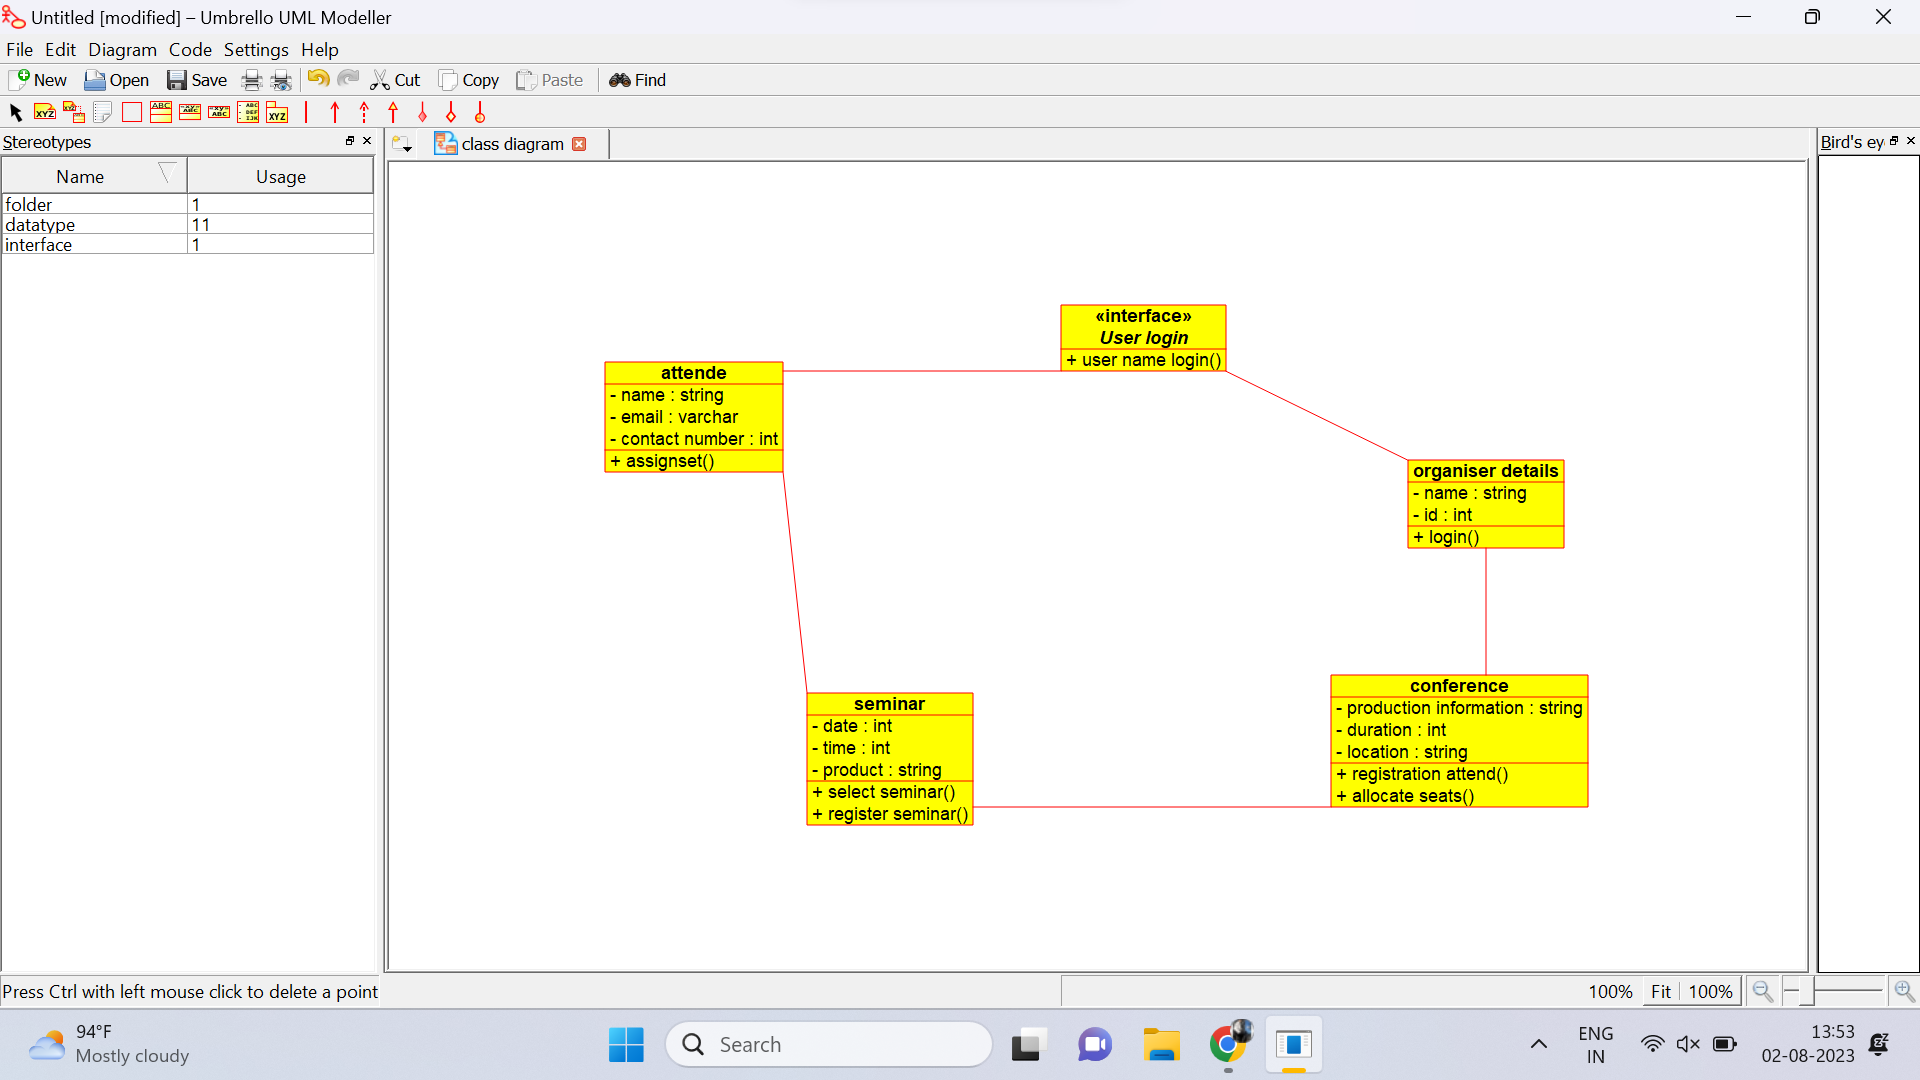 Untitled [modified] – Umbrello UML Modeller
File Edit Diagram Code Settings Help
New Open Save Cut Copy Paste Find
Stereotypes
Name Usage
folder 1
datatype 11
interface 1
class diagram
Bird's ey
«interface»
User login
+ user name login()
attende
- name : string
- email : varchar
- contact number : int
+ assignset()
organiser details
- name : string
- id : int
+ login()
seminar
- date : int
- time : int
- product : string
+ select seminar()
+ register seminar()
conference
- production information : string
- duration : int
- location : string
+ registration attend()
+ allocate seats()
Press Ctrl with left mouse click to delete a point
100% Fit 100%
94°F
Mostly cloudy
Search
ENG
IN
13:53
02-08-2023